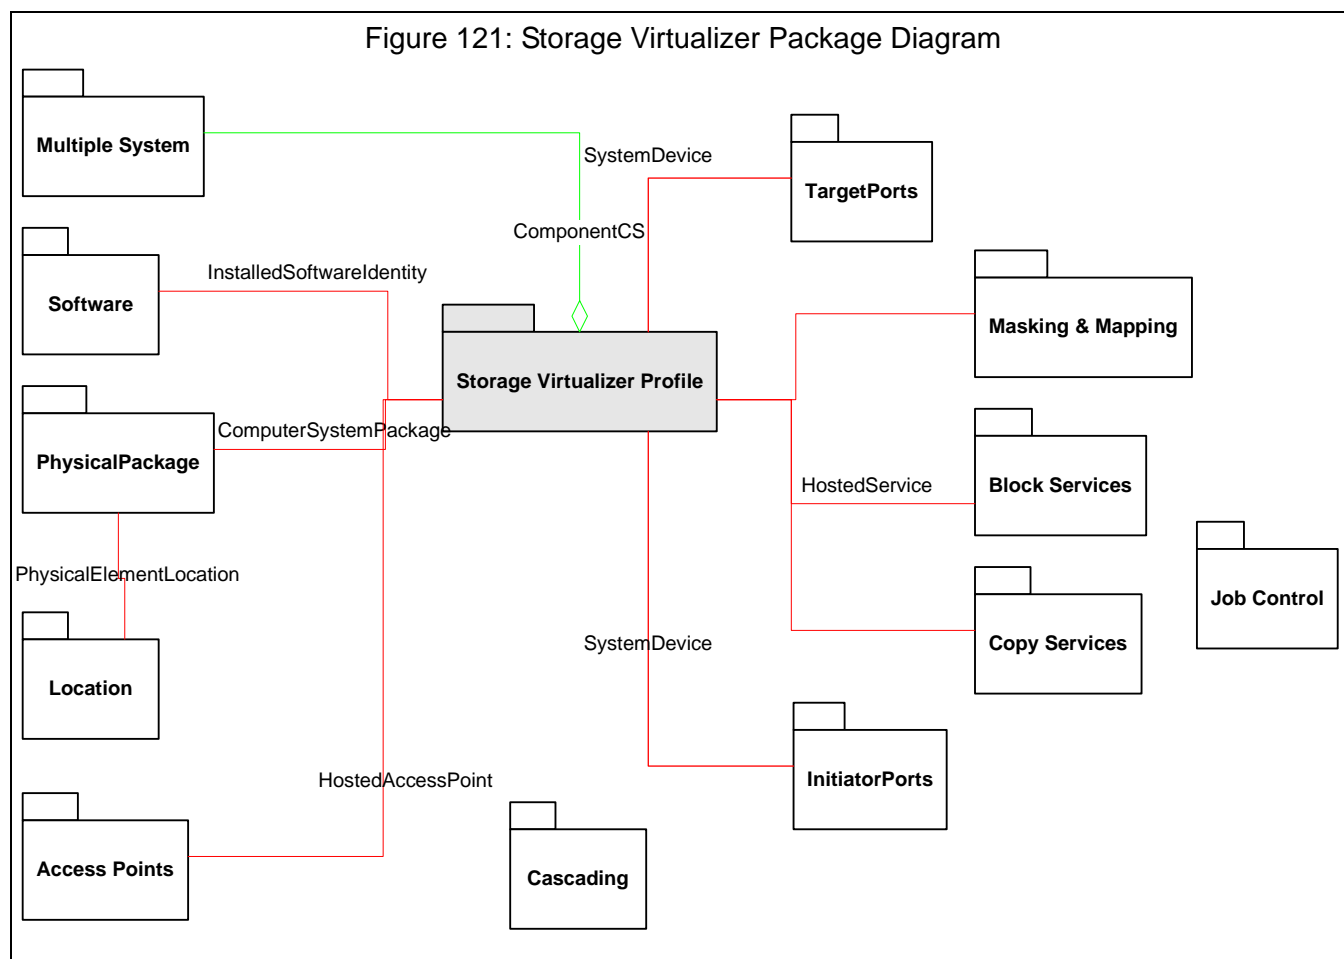 Figure 121: Storage Virtualizer Package Diagram
Multiple System
SystemDevice
TargetPorts
ComponentCS
InstalledSoftwareIdentity
Software
Masking & Mapping
Storage Virtualizer Profile
ComputerSystemPackage
PhysicalPackage
HostedService
Block Services
PhysicalElementLocation
Job Control
SystemDevice
Copy Services
Location
HostedAccessPoint
InitiatorPorts
Access Points
Cascading